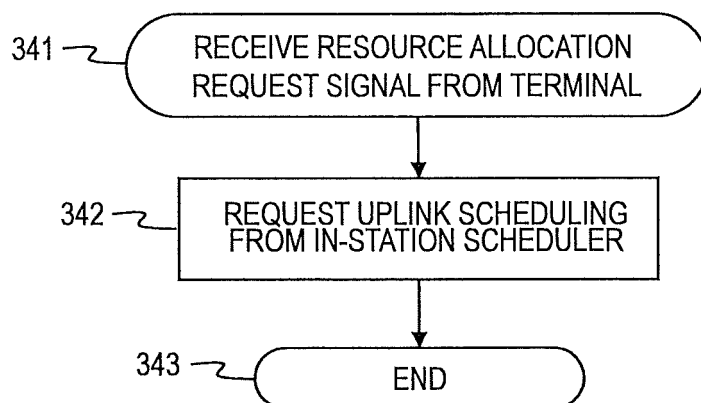 341
RECEIVE RESOURCE ALLOCATION
REQUEST SIGNAL FROM TERMINAL
342
REQUEST UPLINK SCHEDULING
FROM IN-STATION SCHEDULER
343
END